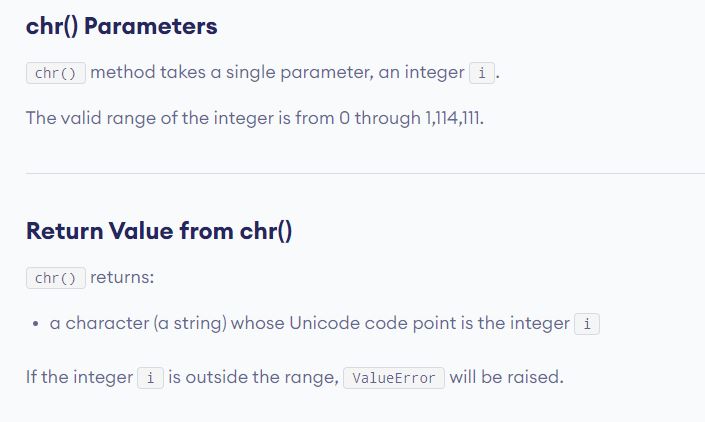 chr() Parameters
chr() method takes a single parameter, an integer i.
The valid range of the integer is from 0 through 1,114,111.
Return Value from chr()
chr() returns:
• a character (a string) whose Unicode code point is the integer i
If the integer i is outside the range, ValueError will be raised.